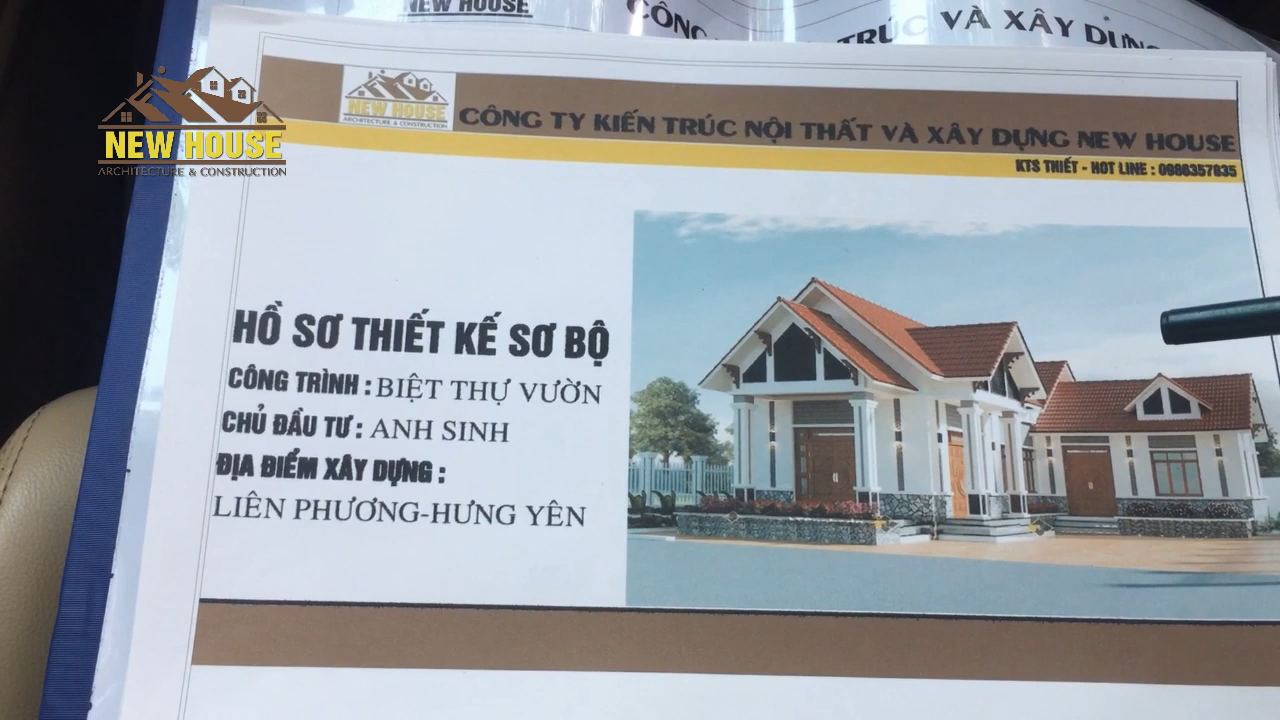 NEW HOUSE
CÔNG
TRÚC VÀ XÂY DỰNG
NEW HOUSE
ARCHITECTURE & CONSTRUCTION
NEW HOUSE
ARCHITECTURE & CONSTRUCTION
CÔNG TY KIẾN TRÚC NỘI THẤT VÀ XÂY DỰNG NEW HOUSE
KTS THIẾT - HOT LINE : 0986357635
HỒ SƠ THIẾT KẾ SƠ BỘ
CÔNG TRÌNH : BIỆT THỰ VƯỜN
CHỦ ĐẦU TƯ : ANH SINH
ĐỊA ĐIỂM XÂY DỰNG :
LIÊN PHƯƠNG-HƯNG YÊN